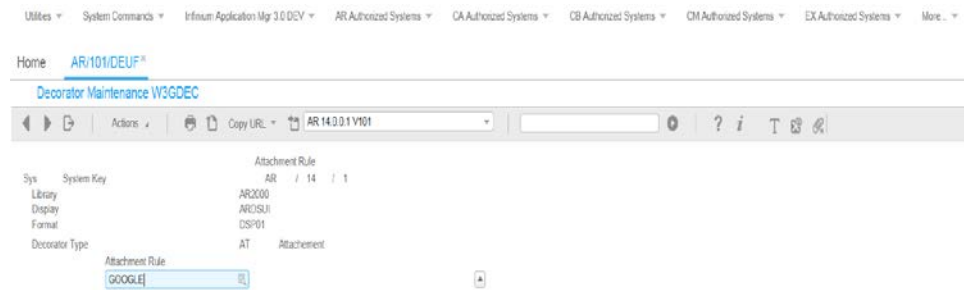 Utilities System Commands Infinium Application Mgr 3.0 DEV AR Authorized Systems CA Authorized Systems CB Authorized Systems CM Authorized Systems EX Authorized Systems More...
Home AR/101/DEUF
Decorator Maintenance W3GDEC
Actions Copy URL AR 14.0.0.1 V101
Attachment Rule
Sys System Key AR / 14 / 1
Library AR2000
Display
Format DSP01
Decorator Type AT Attachement
Attachment Rule
GOOGLE